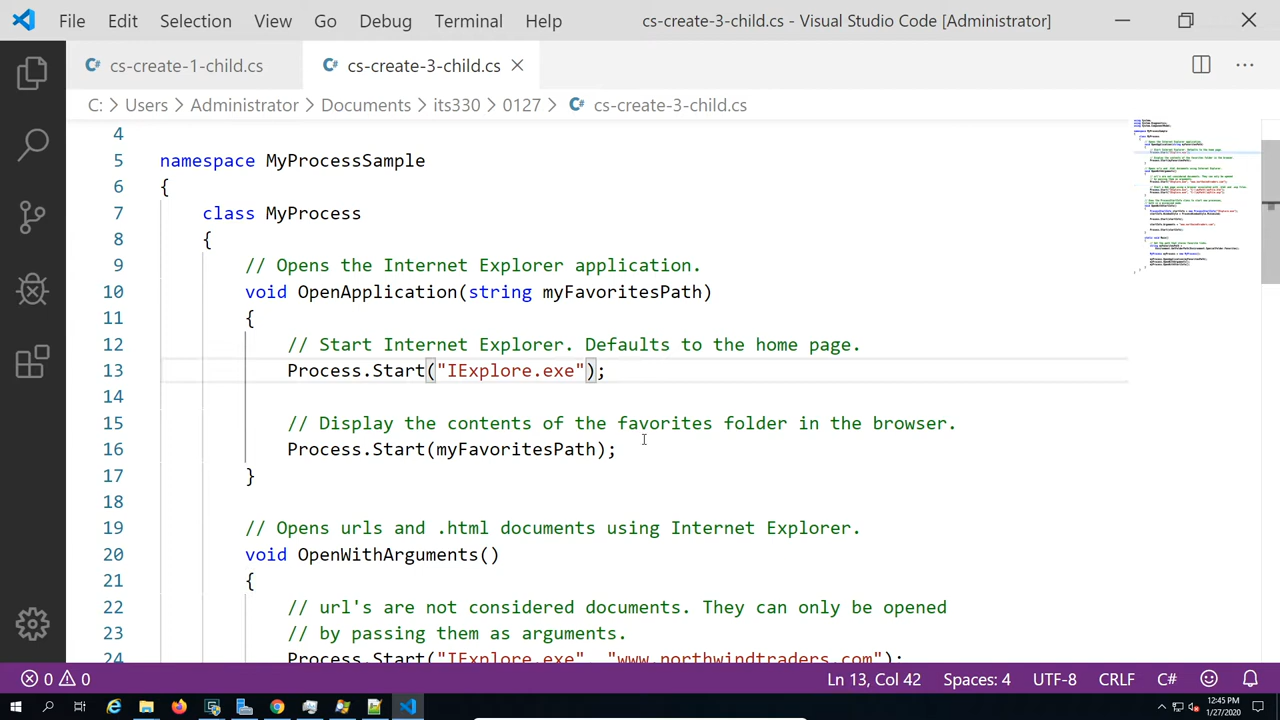 File Edit Selection View Go Debug Terminal Help cs-create-3-child.cs - Visual Studio Code [Administrator]
cs-create-1-child.cs cs-create-3-child.cs
C: > Users > Administrator > Documents > its330 > 0127 > cs-create-3-child.cs
4
5 namespace MyProcessSample
6 {
7 class MyProcess
8 {
9 // Opens the Internet Explorer application.
10 void OpenApplication(string myFavoritesPath)
11 {
12 // Start Internet Explorer. Defaults to the home page.
13 Process.Start("IExplore.exe");
14
15 // Display the contents of the favorites folder in the browser.
16 Process.Start(myFavoritesPath);
17 }
18
19 // Opens urls and .html documents using Internet Explorer.
20 void OpenWithArguments()
21 {
22 // url's are not considered documents. They can only be opened
23 // by passing them as arguments.
24 Process.Start("IExplore.exe", "www.northwindtraders.com");
0 0 Ln 13, Col 42 Spaces: 4 UTF-8 CRLF C#
12:45 PM
1/27/2020